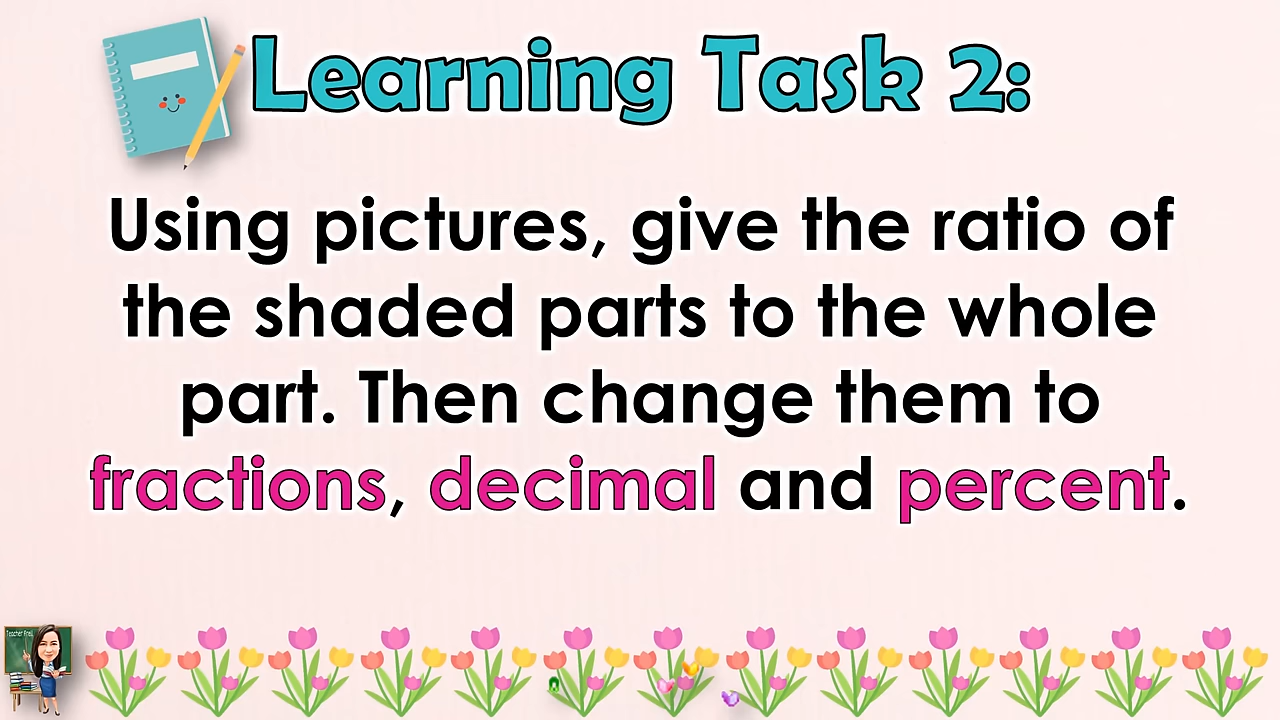 Learning Task 2:
Using pictures, give the ratio of
the shaded parts to the whole
part. Then change them to
fractions, decimal and percent.